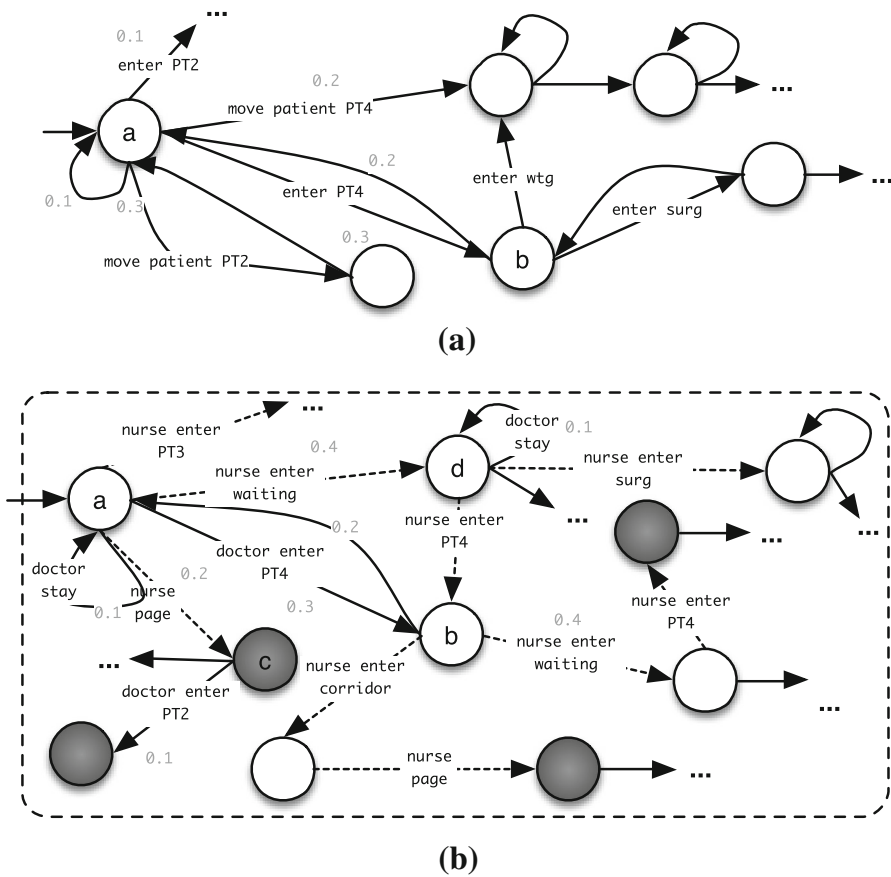 ...
0.1
enter PT2
0.2
move patient PT4
...
a
0.2
enter PT4
enter wtg
enter surg
...
0.1
0.3
0.3
move patient PT2
b
(a)
...
nurse enter
PT3
0.4
doctor
stay
0.1
nurse enter
waiting
d
nurse enter
surg
a
nurse enter
PT4
...
...
...
0.2
doctor enter
PT4
doctor
stay
0.2
nurse
page
0.1
0.3
nurse enter
PT4
0.4
b
nurse enter
waiting
...
c
nurse enter
corridor
doctor enter
PT2
...
0.1
nurse
page
...
(b)